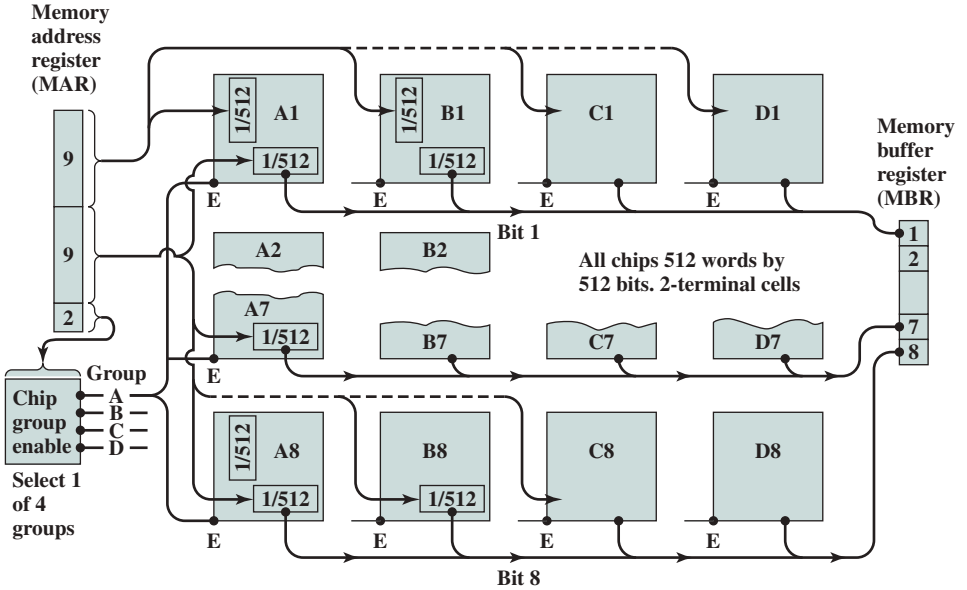 Memory
address
register
(MAR)
9
9
2
Chip
group
enable
Select 1
of 4
groups
Group
A
B
C
D
1/512
A1
1/512
E
1/512
B1
1/512
E
C1
E
D1
E
Bit 1
A2
B2
All chips 512 words by
512 bits. 2-terminal cells
A7
1/512
E
B7
C7
D7
1/512
A8
1/512
E
B8
1/512
E
C8
E
D8
E
Bit 8
Memory
buffer
register
(MBR)
1
2
7
8